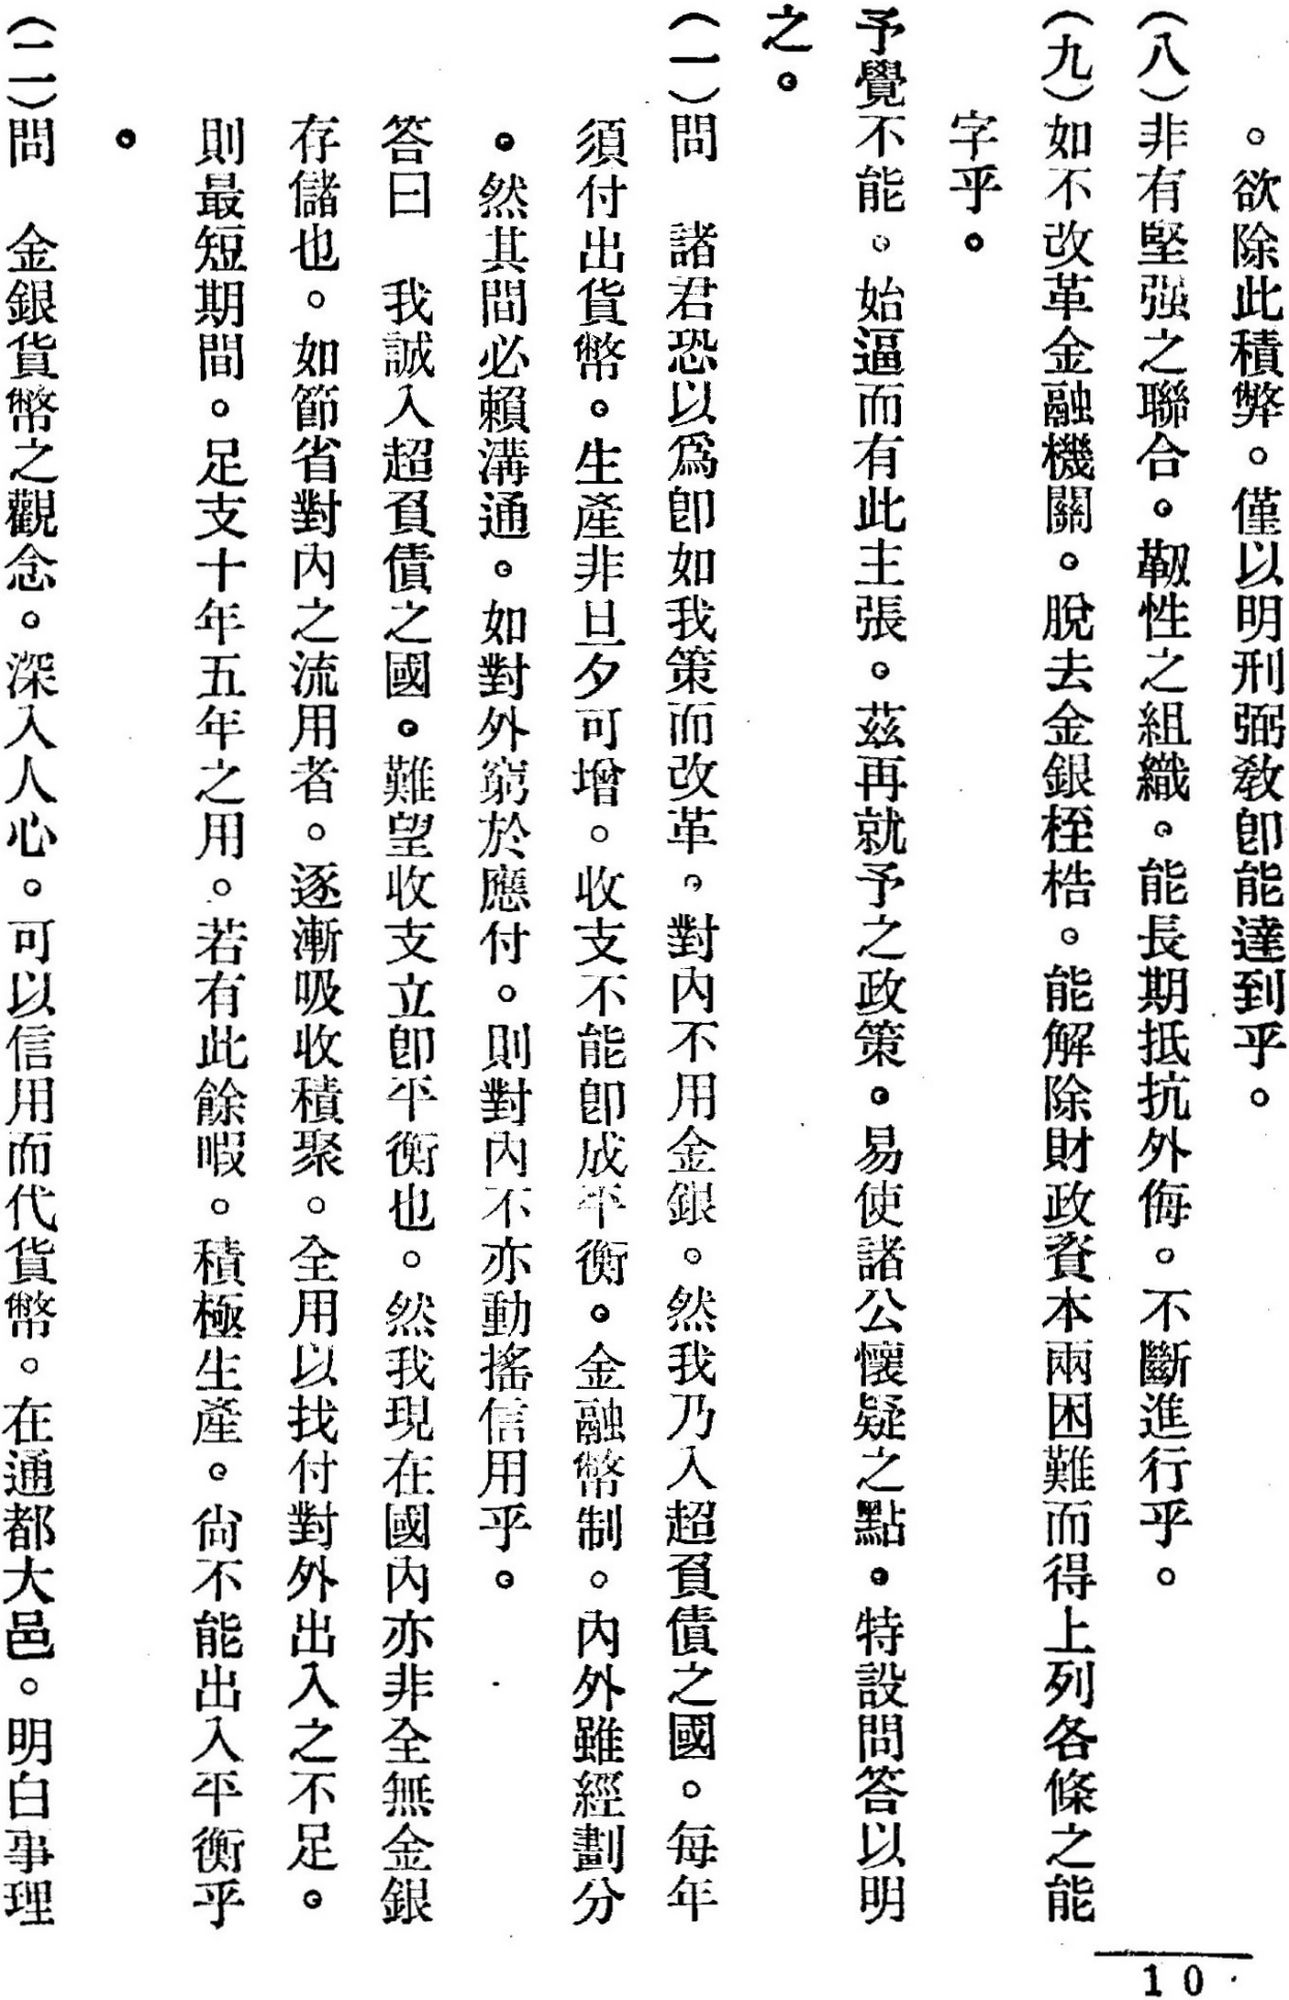 。欲除此積弊。僅以明刑弼敎卽能達到乎。
(八)非有堅强之聯合。韌性之組織。能長期抵抗外侮。不斷進行乎。
(九)如不改革金融機關。脫去金銀桎梏。能解除財政資本兩困難而得上列各條之能
字乎。
予覺不能。始逼而有此主張。茲再就予之政策。易使諸公懷疑之點。特設問答以明
之。
(一)問　諸君恐以爲卽如我策而改革。對內不用金銀。然我乃入超負債之國。每年
須付出貨幣。生產非旦夕可增。收支不能卽成平衡。金融幣制。內外雖經劃分
。然其間必賴溝通。如對外窮於應付。則對內不亦動搖信用乎。
答曰　我誠入超負債之國。難望收支立卽平衡也。然我現在國內亦非全無金銀
存儲也。如節省對內之流用者。逐漸吸收積聚。全用以找付對外出入之不足。
則最短期間。足支十年五年之用。若有此餘暇。積極生產。尙不能出入平衡乎
。
(二)問　金銀貨幣之觀念。深入人心。可以信用而代貨幣。在通都大邑。明白事理
10